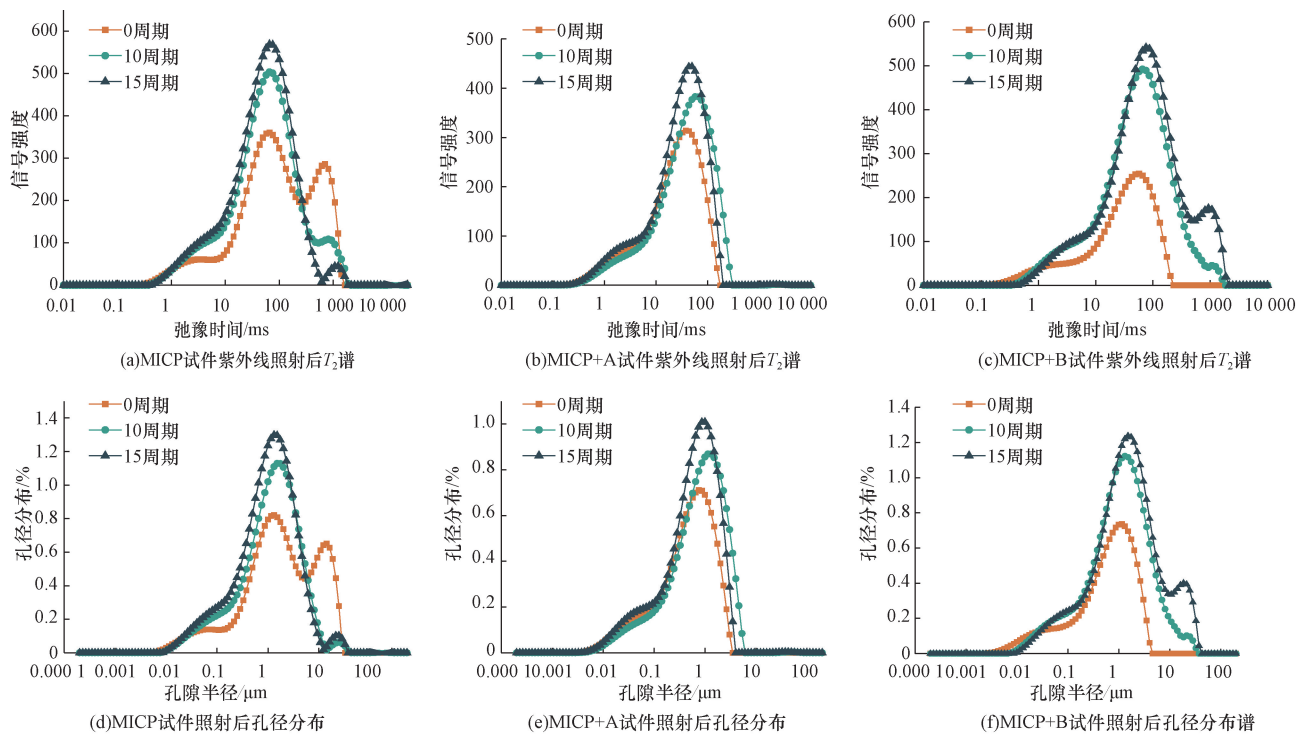 600
500
400
300
200
100
0
信号强度
0周期
10周期
15周期
0.01 0.1 1 10 100 1 000 10 000
弛豫时间/ms
(a)MICP试件紫外线照射后T₂谱
500
400
300
200
100
0
信号强度
0周期
10周期
15周期
0.01 0.1 1 10 100 1 000 10 000
弛豫时间/ms
(b)MICP+A试件紫外线照射后T₂谱
600
500
400
300
200
100
0
信号强度
0周期
10周期
15周期
0.01 0.1 1 10 100 1 000 10 000
弛豫时间/ms
(c)MICP+B试件紫外线照射后T₂谱
1.4
1.2
1.0
0.8
0.6
0.4
0.2
0
孔径分布/%
0周期
10周期
15周期
0.000 1 0.001 0.01 0.1 1 10 100
孔隙半径/μm
(d)MICP试件照射后孔径分布
1.0
0.8
0.6
0.4
0.2
0
孔径分布/%
0周期
10周期
15周期
0.000 1 0.001 0.01 0.1 1 10 100
孔隙半径/μm
(e)MICP+A试件照射后孔径分布
1.4
1.2
1.0
0.8
0.6
0.4
0.2
0
孔径分布/%
0周期
10周期
15周期
0.000 10.001 0.01 0.1 1 10 100
孔隙半径/μm
(f)MICP+B试件照射后孔径分布谱